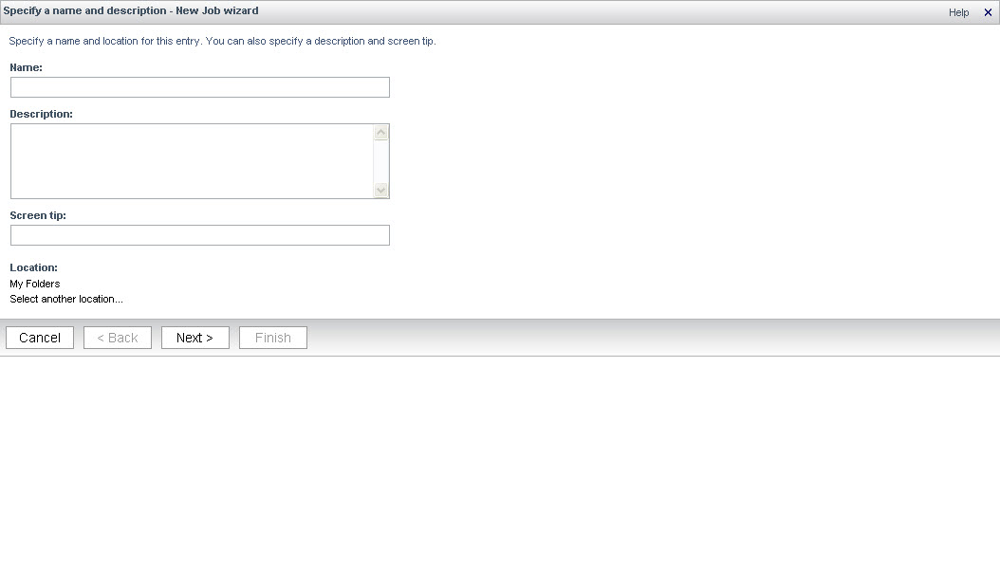 Specify a name and description - New Job wizard
Help
Specify a name and location for this entry. You can also specify a description and screen tip.
Name:
Description:
Screen tip:
Location:
My Folders
Select another location...
Cancel
< Back
Next >
Finish